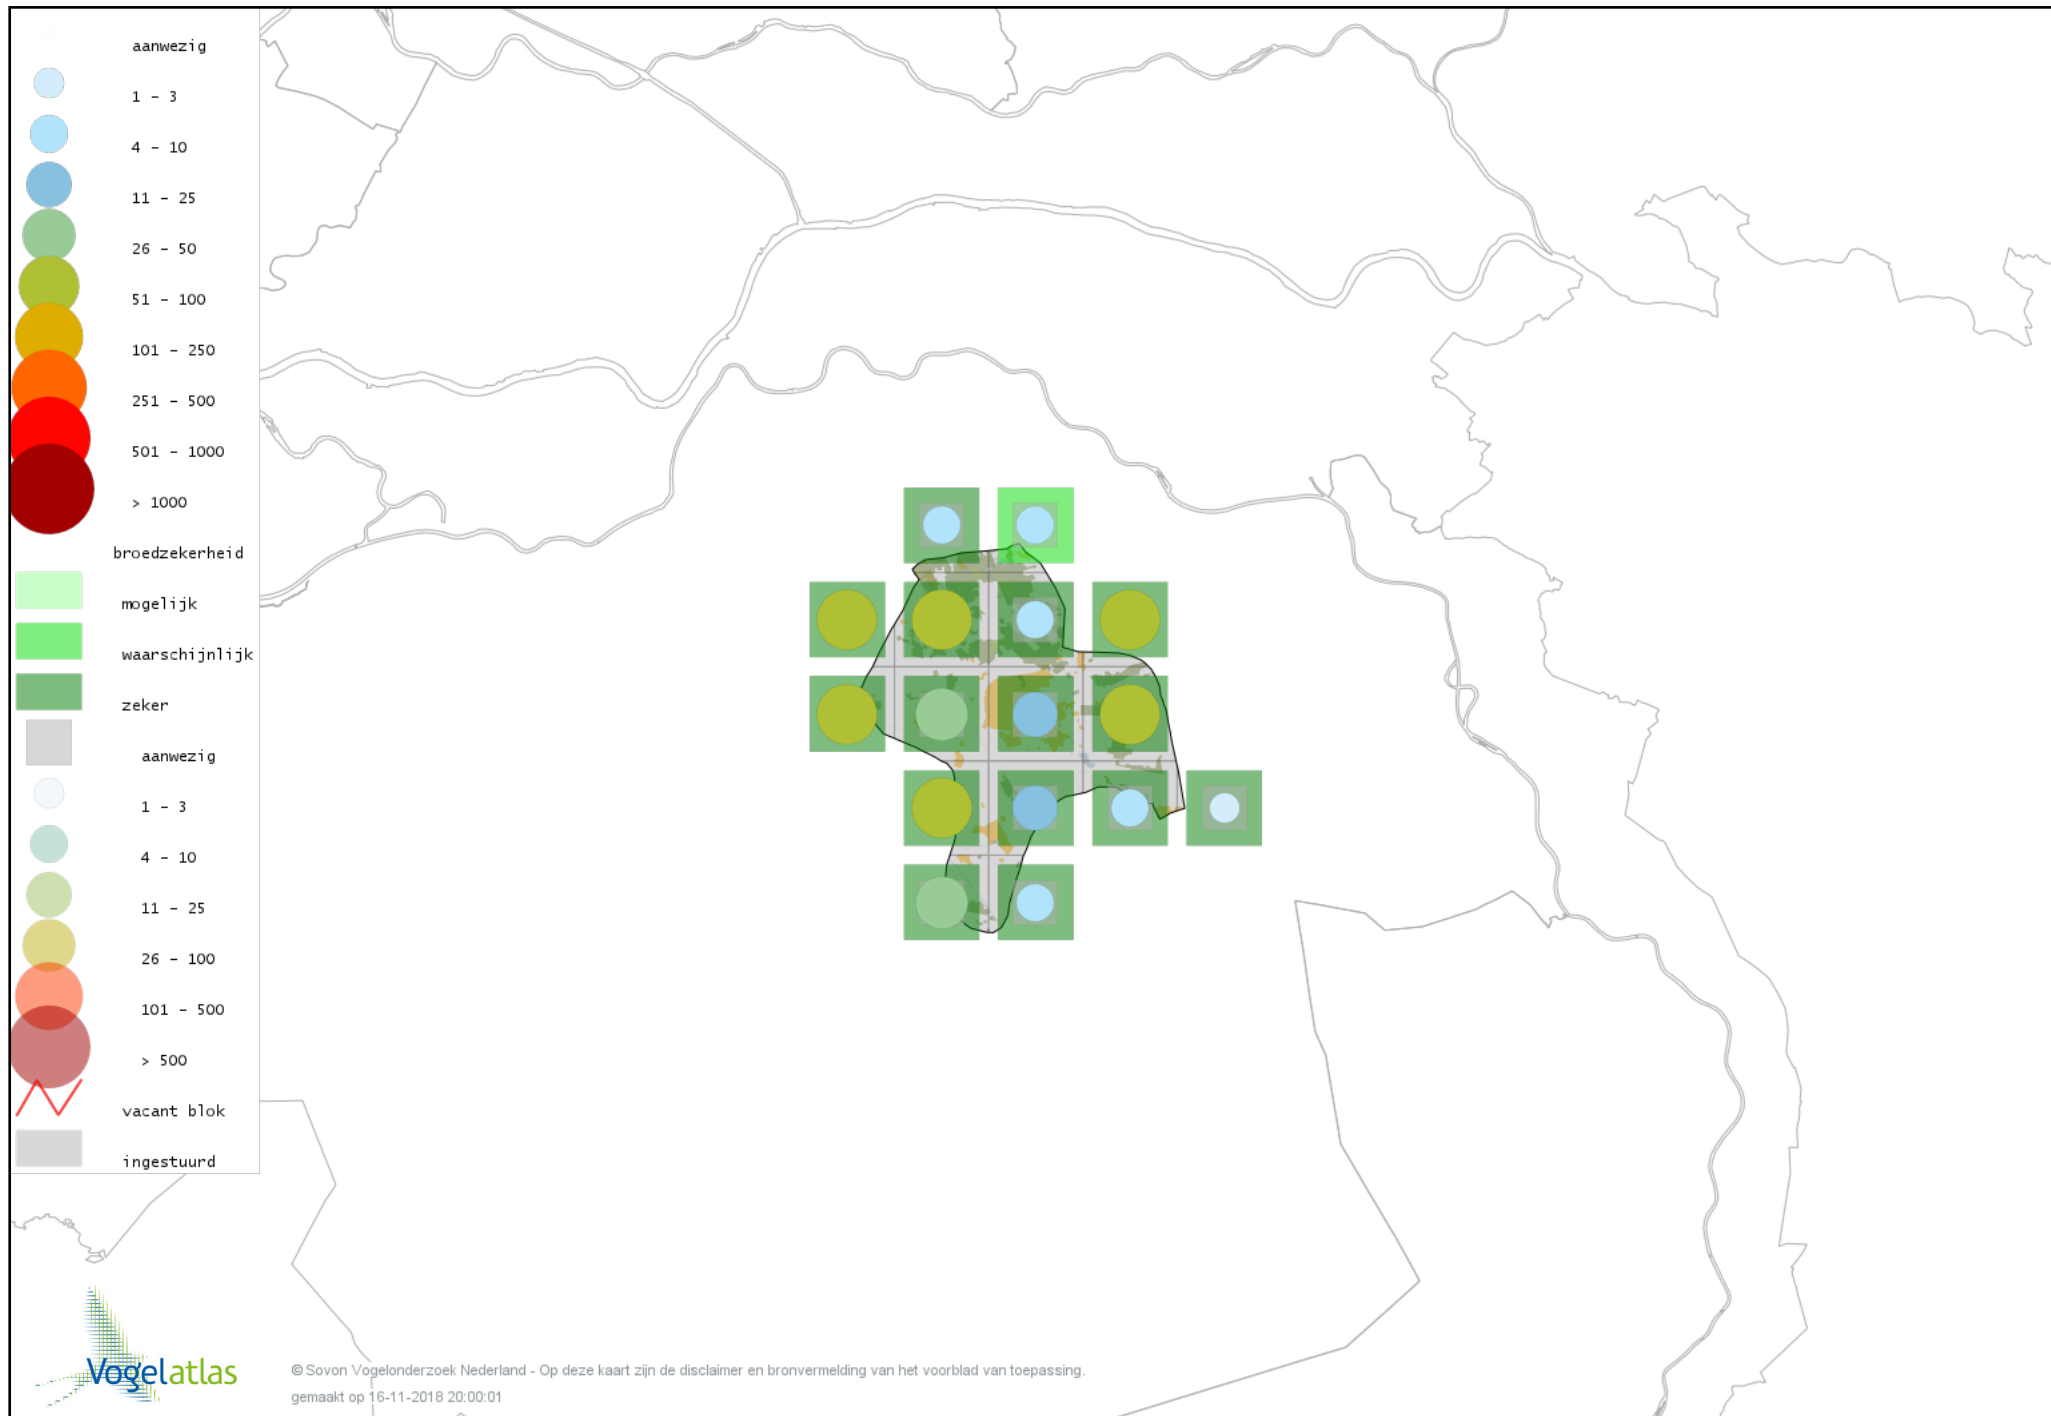 aanwezig
1 - 3
4 - 10
11 - 25
26 - 50
51 - 100
101 - 250
251 - 500
501 - 1000
> 1000
broedzekerheid
mogelijk
waarschijnlijk
zeker
aanwezig
1 - 3
4 - 10
11 - 25
26 - 100
101 - 500
> 500
vacant blok
ingestuurd
Vogelatlas
© Sovon Vogelonderzoek Nederland - Op deze kaart zijn de disclaimer en bronvermelding van het voorblad van toepassing.
gemaakt op 16-11-2018 20:00:01